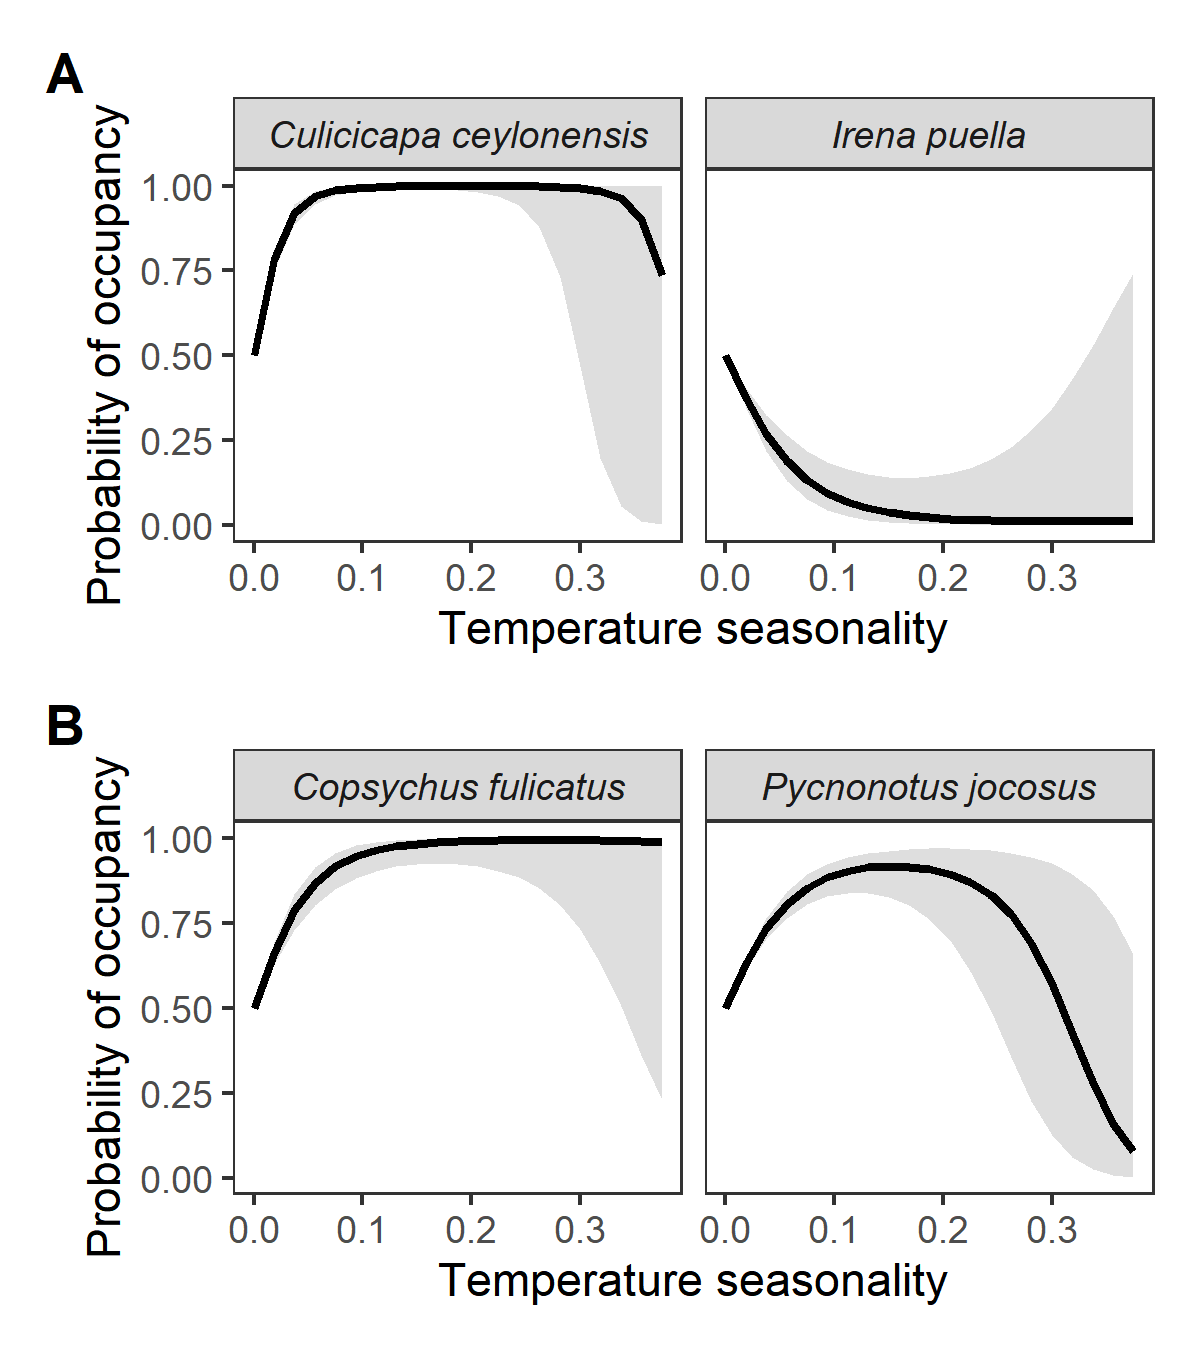 A
Culicicapa ceylonensis
Irena puella
Probability of occupancy
1.00
0.75
0.50
0.25
0.00
0.0 0.1 0.2 0.3
0.0 0.1 0.2 0.3
Temperature seasonality
B
Copsychus fulicatus
Pycnonotus jocosus
Probability of occupancy
1.00
0.75
0.50
0.25
0.00
0.0 0.1 0.2 0.3
0.0 0.1 0.2 0.3
Temperature seasonality